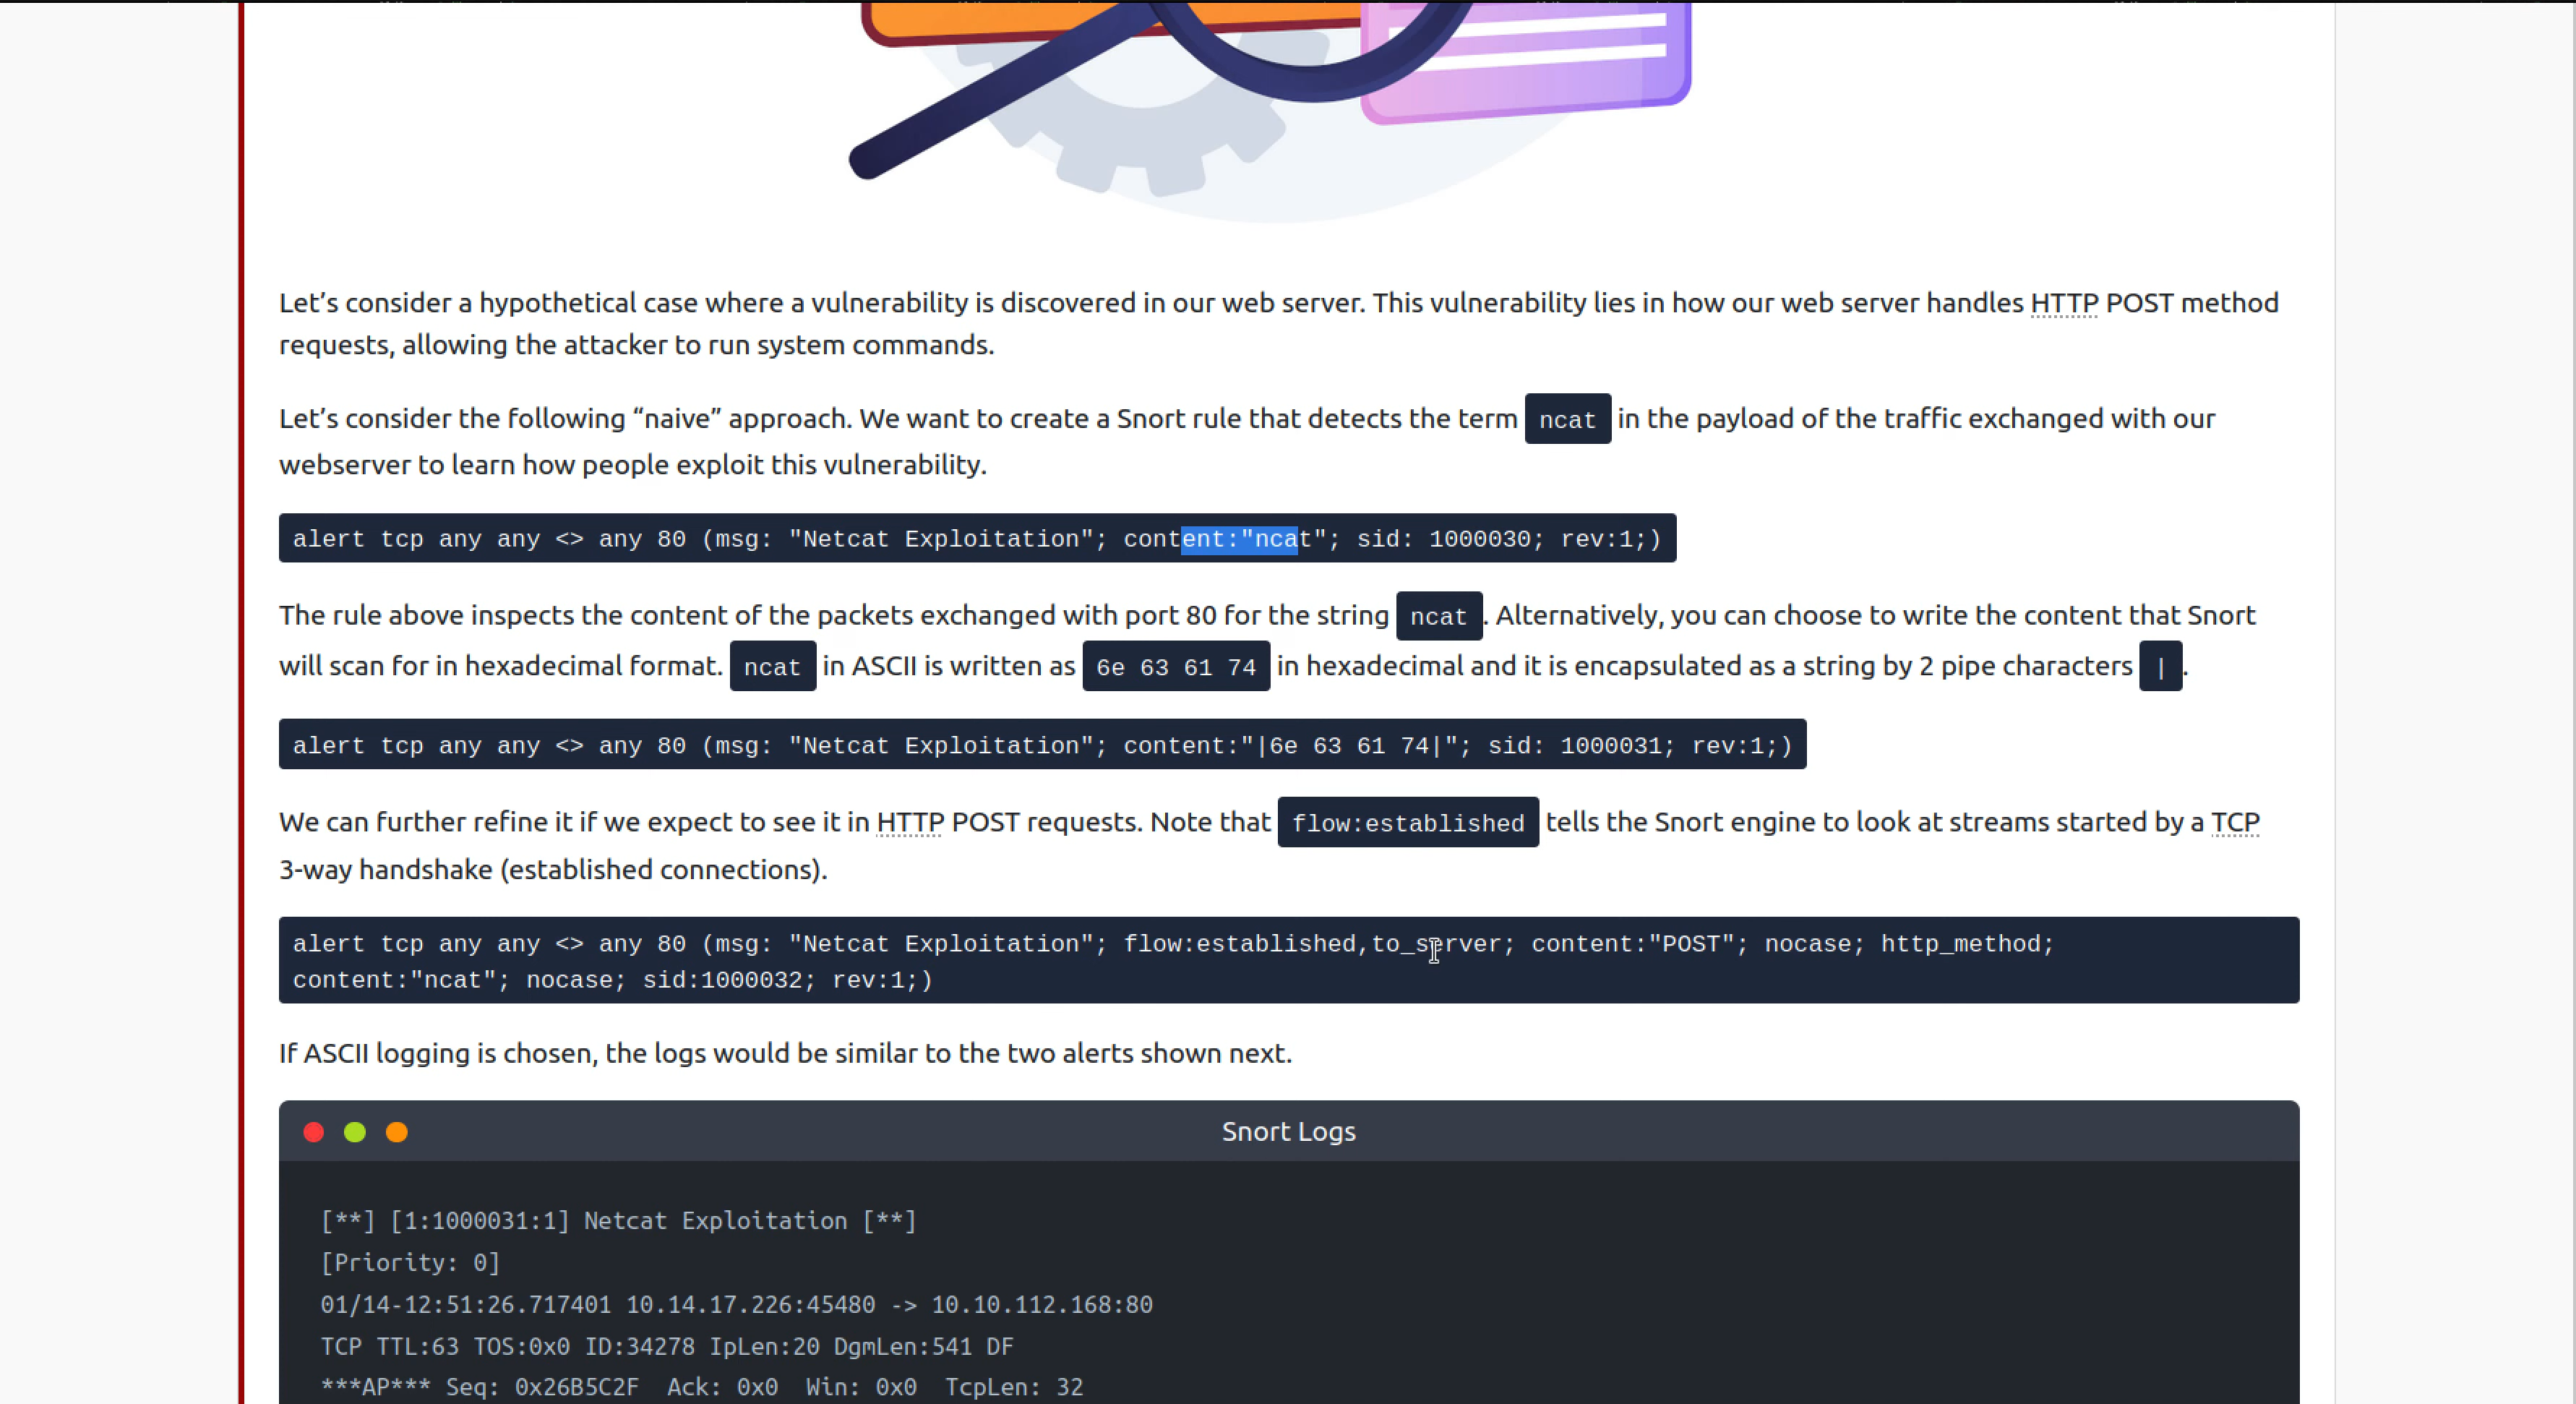 Let’s consider a hypothetical case where a vulnerability is discovered in our web server. This vulnerability lies in how our web server handles HTTP POST method
requests, allowing the attacker to run system commands.
Let’s consider the following “naive” approach. We want to create a Snort rule that detects the term ncat in the payload of the traffic exchanged with our
webserver to learn how people exploit this vulnerability.
alert tcp any any <> any 80 (msg: "Netcat Exploitation"; content:"ncat"; sid: 1000030; rev:1;)
The rule above inspects the content of the packets exchanged with port 80 for the string ncat. Alternatively, you can choose to write the content that Snort
will scan for in hexadecimal format. ncat in ASCII is written as 6e 63 61 74 in hexadecimal and it is encapsulated as a string by 2 pipe characters |.
alert tcp any any <> any 80 (msg: "Netcat Exploitation"; content:"|6e 63 61 74|"; sid: 1000031; rev:1;)
We can further refine it if we expect to see it in HTTP POST requests. Note that flow:established tells the Snort engine to look at streams started by a TCP
3-way handshake (established connections).
alert tcp any any <> any 80 (msg: "Netcat Exploitation"; flow:established,to_server; content:"POST"; nocase; http_method;
content:"ncat"; nocase; sid:1000032; rev:1;)
If ASCII logging is chosen, the logs would be similar to the two alerts shown next.
Snort Logs
[**] [1:1000031:1] Netcat Exploitation [**]
[Priority: 0]
01/14-12:51:26.717401 10.14.17.226:45480 -> 10.10.112.168:80
TCP TTL:63 TOS:0x0 ID:34278 IpLen:20 DgmLen:541 DF
***AP*** Seq: 0x26B5C2F  Ack: 0x0  Win: 0x0  TcpLen: 32